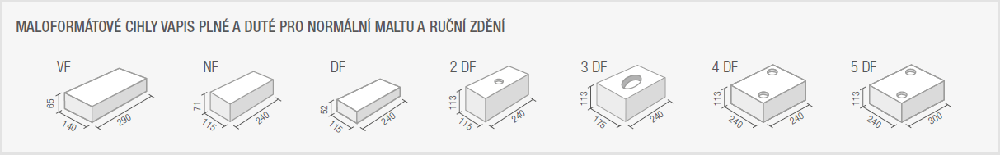 MALOFORMÁTOVÉ CIHLY VAPIS PLNÉ A DUTÉ PRO NORMÁLNÍ MALTU A RUČNÍ ZDĚNÍ
VF
65
140
290
NF
71
115
240
DF
52
115
240
2 DF
113
115
240
3 DF
113
175
240
4 DF
113
240
240
5 DF
113
240
300